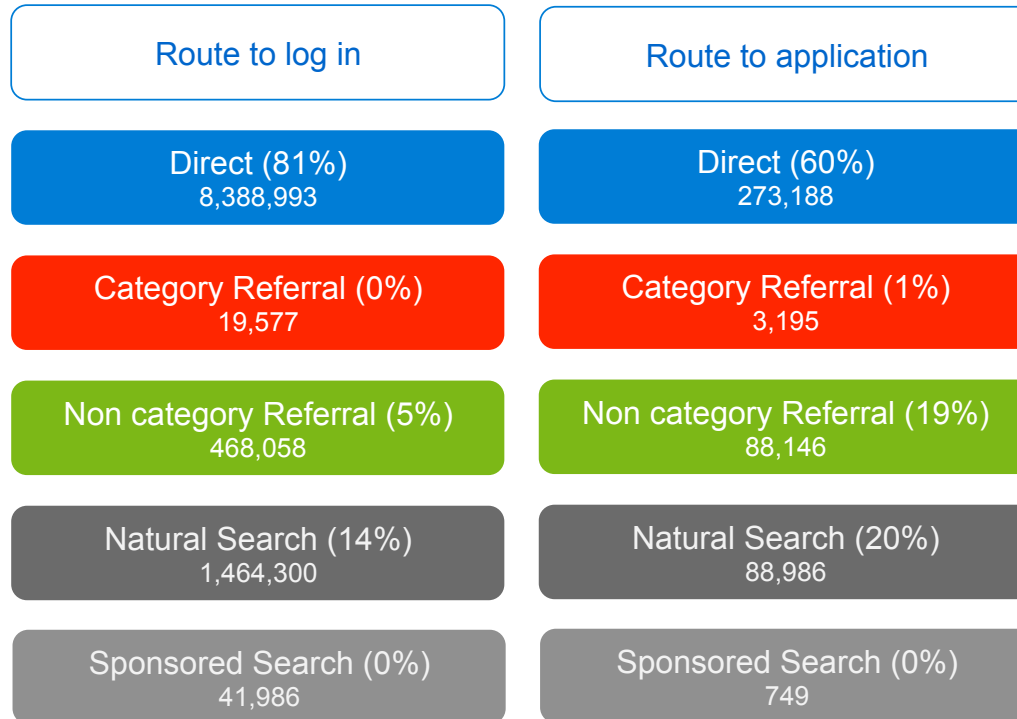 Route to log in
Route to application
Direct (81%)
8,388,993
Direct (60%)
273,188
Category Referral (0%)
19,577
Category Referral (1%)
3,195
Non category Referral (5%)
468,058
Non category Referral (19%)
88,146
Natural Search (14%)
1,464,300
Natural Search (20%)
88,986
Sponsored Search (0%)
41,986
Sponsored Search (0%)
749